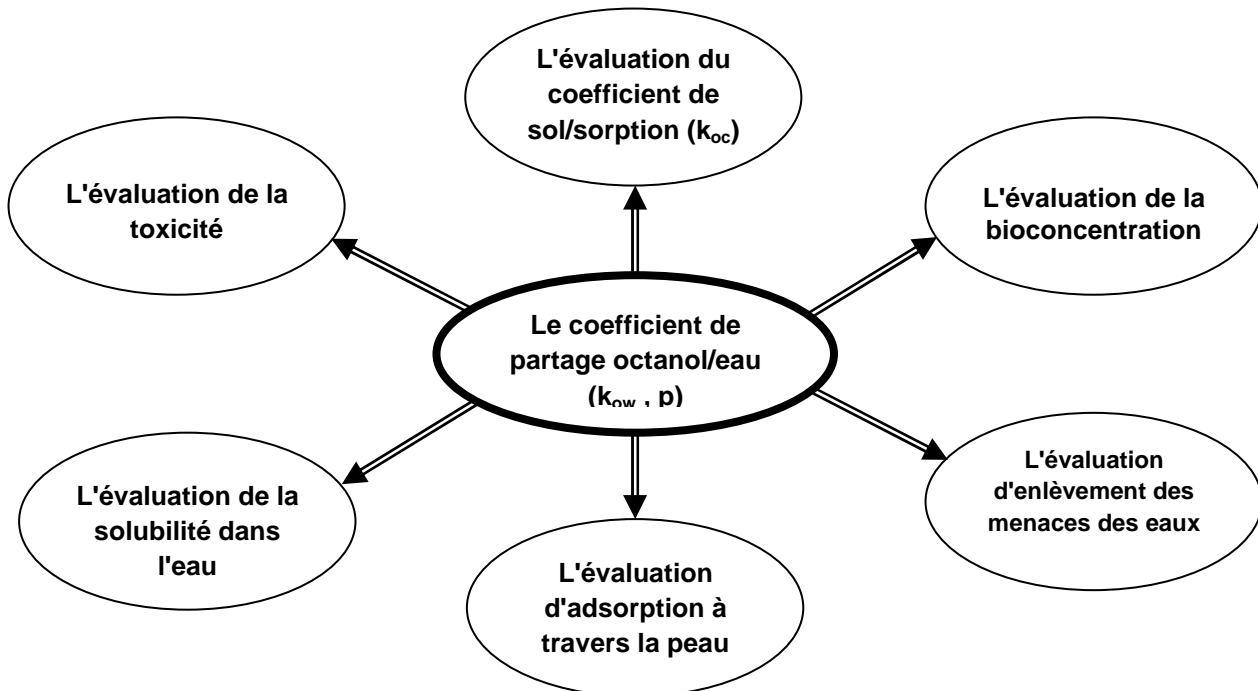 L'évaluation du
coefficient de
sol/sorption (kₒc)
L'évaluation de la
toxicité
L'évaluation de la
bioconcentration
Le coefficient de
partage octanol/eau
(kₒw , p)
L'évaluation de la
solubilité dans
l'eau
L'évaluation
d'enlèvement des
menaces des eaux
L'évaluation
d'adsorption à
travers la peau